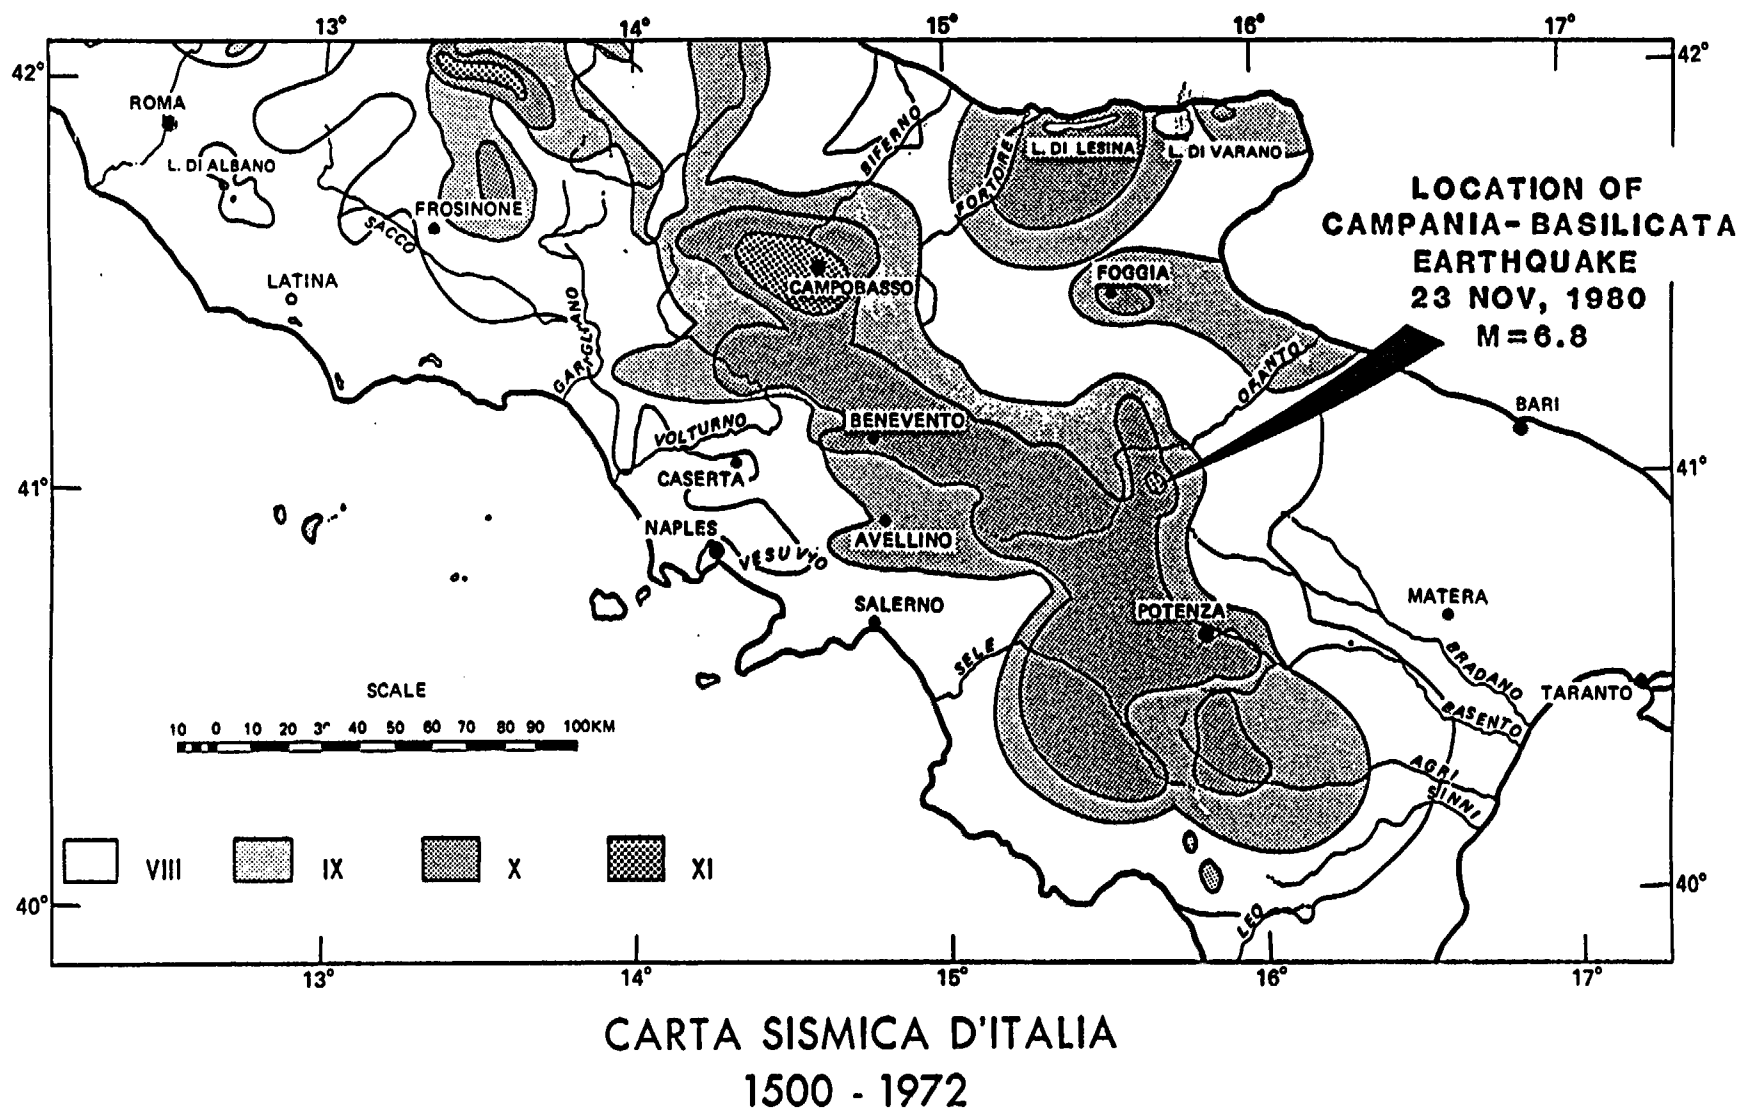 13° 14° 15° 16° 17°
42° 42°
ROMA
L. DI ALBANO
FROSINONE
SACCO
LATINA
GARIGLIANO
BIFERNO
FORTORE
L. DI LESINA
L. DI VARANO
CAMPOBASSO
FOGGIA
LOCATION OF
CAMPANIA-BASILICATA
EARTHQUAKE
23 NOV, 1980
M=6.8
OFANTO
BARI
VOLTURNO
BENEVENTO
CASERTA
41° 41°
NAPLES
VESUVYO
AVELLINO
SALERNO
POTENZA
MATERA
SELE
BRADANO
TARANTO
BASENTO
AGRI
SINNI
SCALE
10 0 10 20 3° 40 50 60 70 80 90 100KM
VIII IX X XI
40° 40°
LEO
13° 14° 15° 16° 17°
CARTA SISMICA D'ITALIA
1500 - 1972